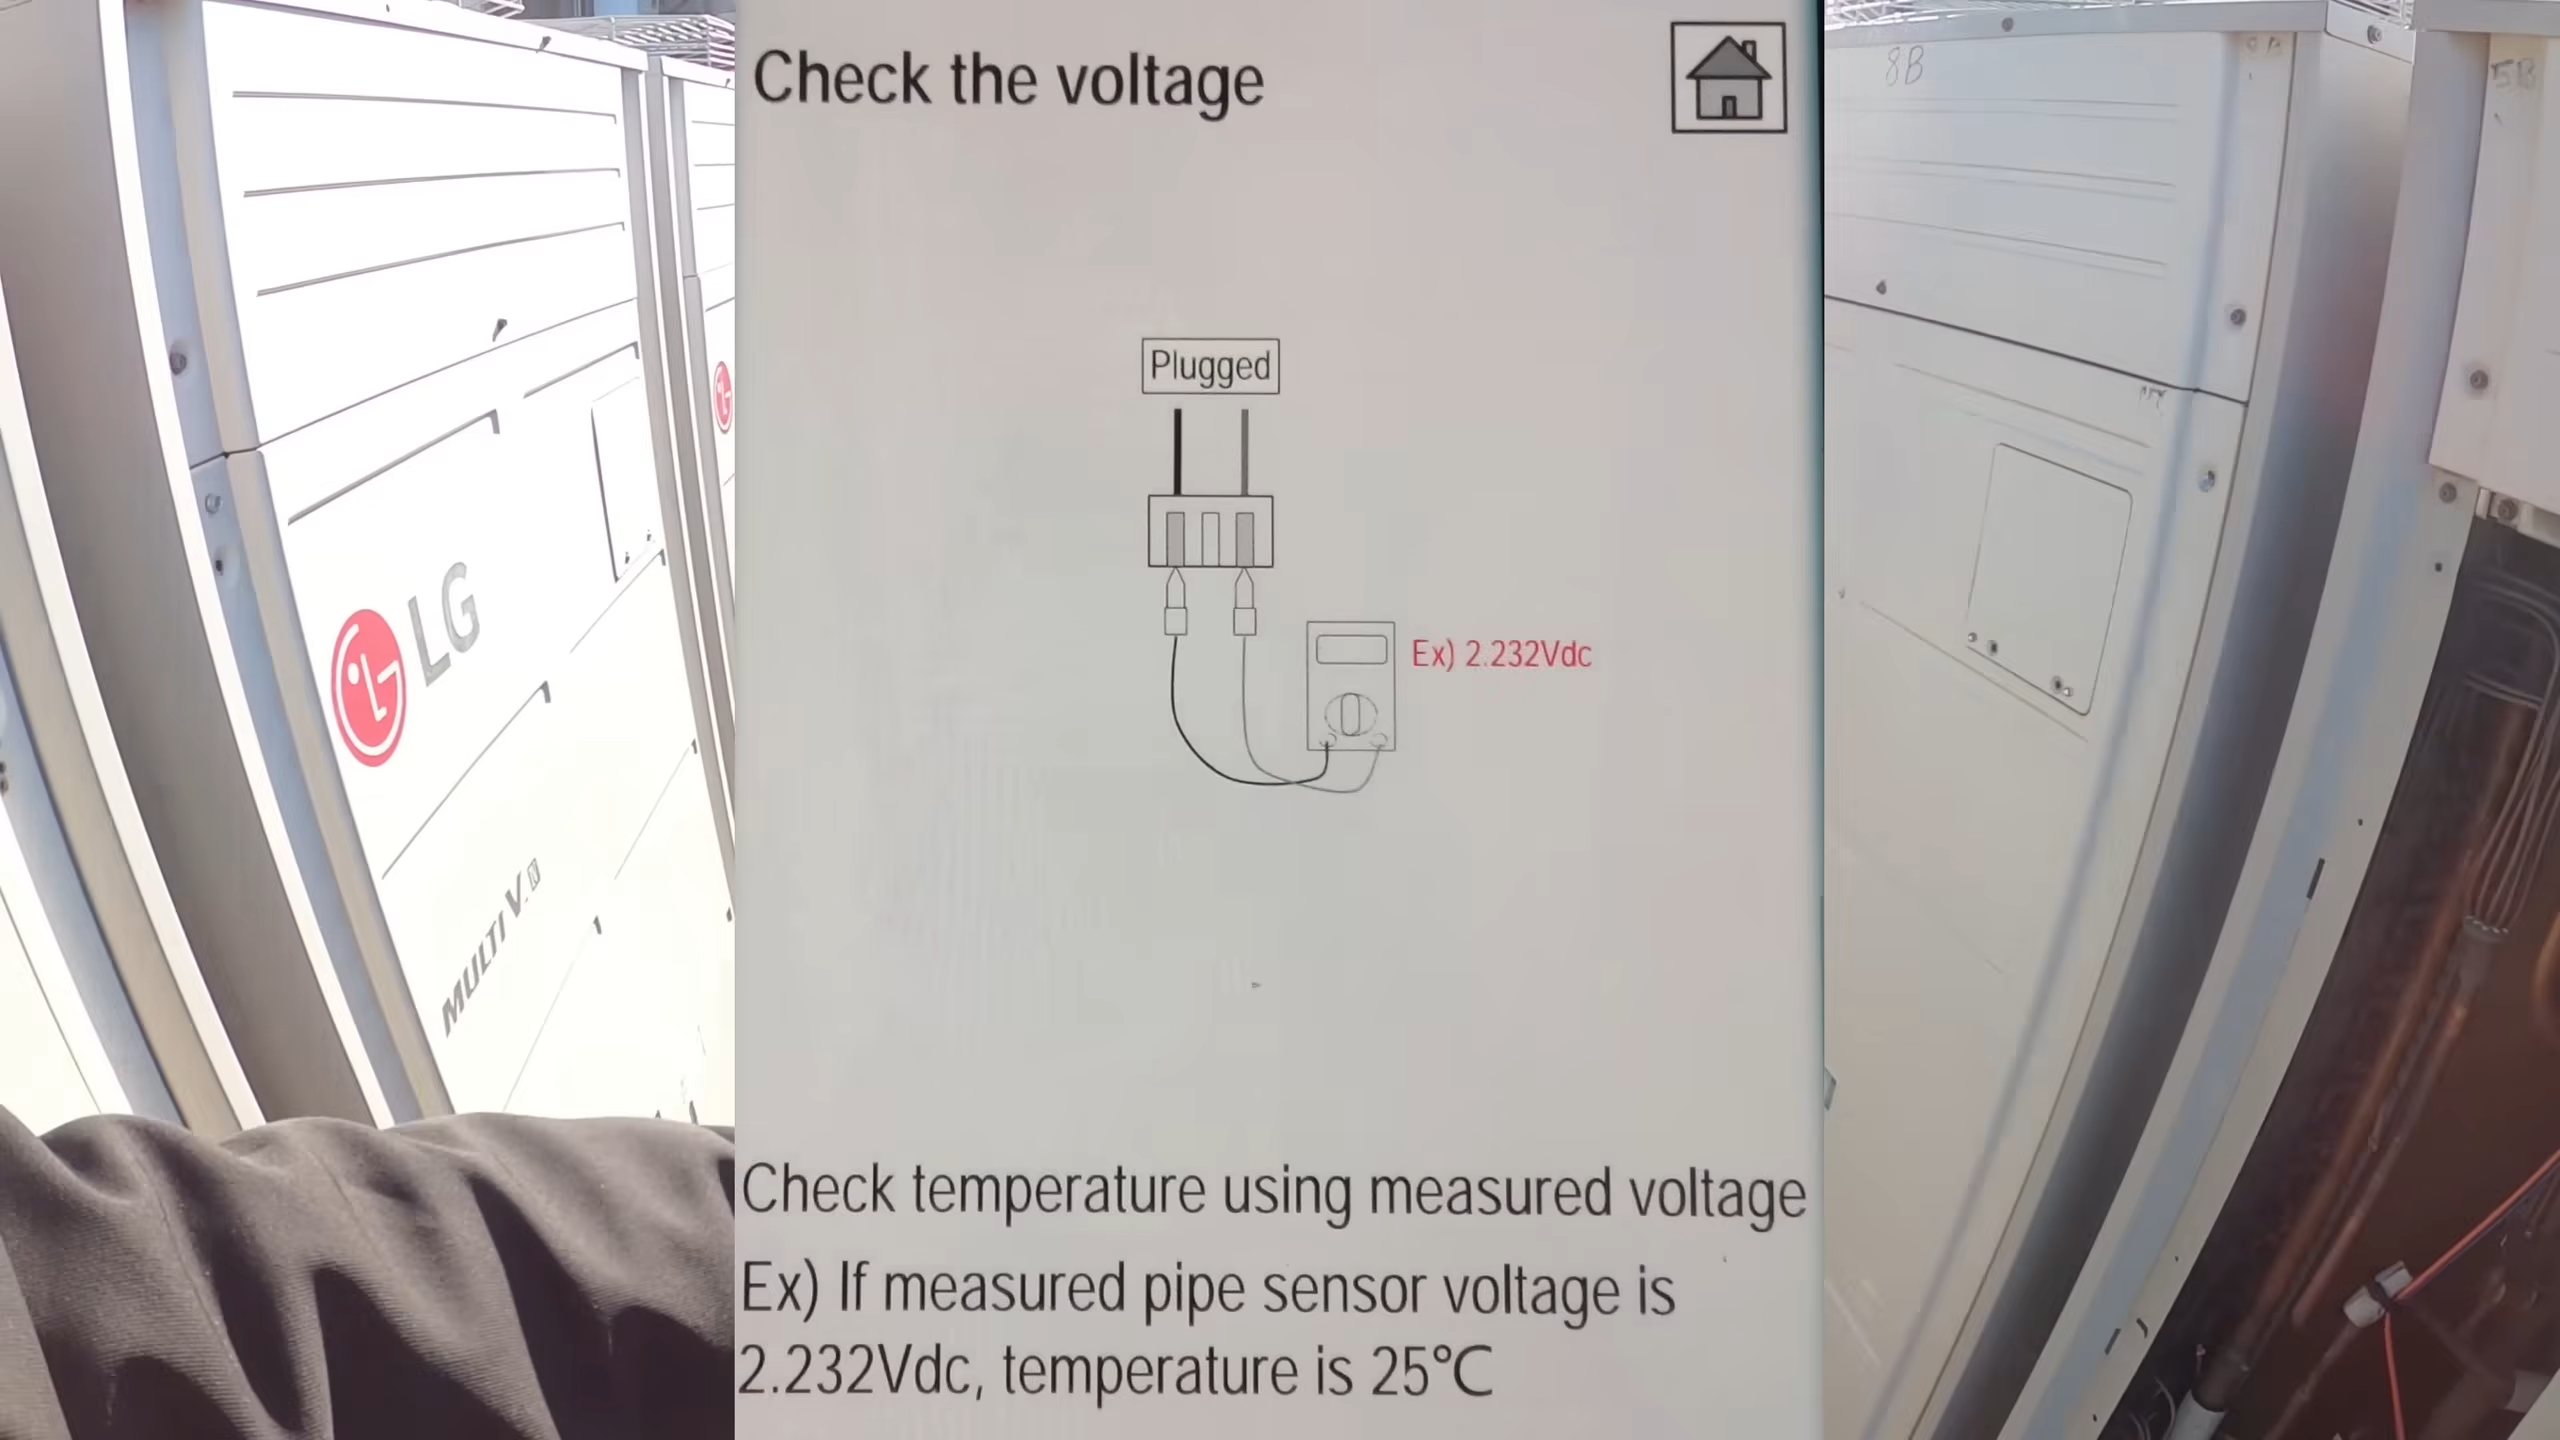 LG
MULTI V.
Check the voltage
Plugged
Ex) 2.232Vdc
Check temperature using measured voltage
Ex) If measured pipe sensor voltage is
2.232Vdc, temperature is 25℃
8B
5B